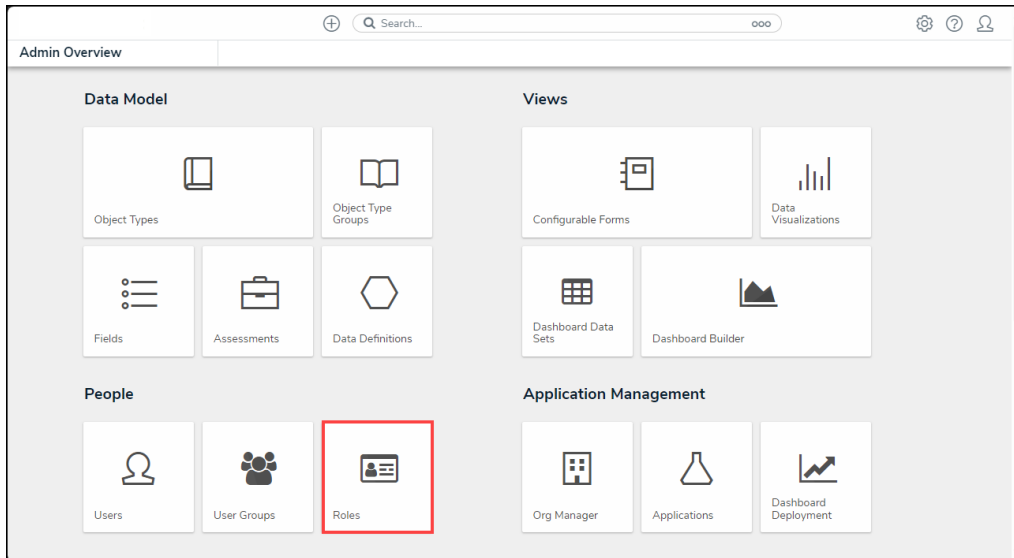 Search...
Admin Overview
Data Model
Object Types
Object Type
Groups
Fields
Assessments
Data Definitions
Views
Configurable Forms
Data
Visualizations
Dashboard Data
Sets
Dashboard Builder
People
Users
User Groups
Roles
Application Management
Org Manager
Applications
Dashboard
Deployment